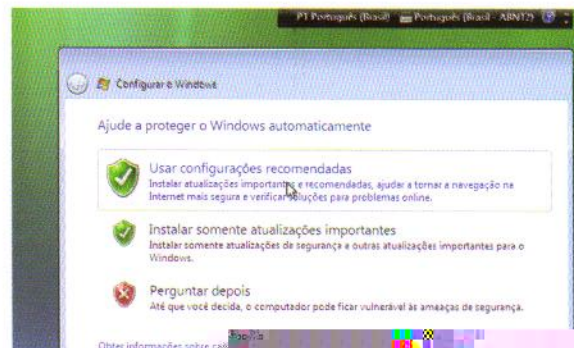 PT Português (Brasil) Português (Brasil - ABNT2)
Configurar o Windows
Ajude a proteger o Windows automaticamente
Usar configurações recomendadas
Instalar atualizações importantes e recomendadas, ajudar a tornar a navegação na
Internet mais segura e verificar soluções para problemas online.
Instalar somente atualizações importantes
Instalar somente atualizações de segurança e outras atualizações importantes para o
Windows.
Perguntar depois
Até que você decida, o computador pode ficar vulnerável às ameaças de segurança.
Obter informações sobre